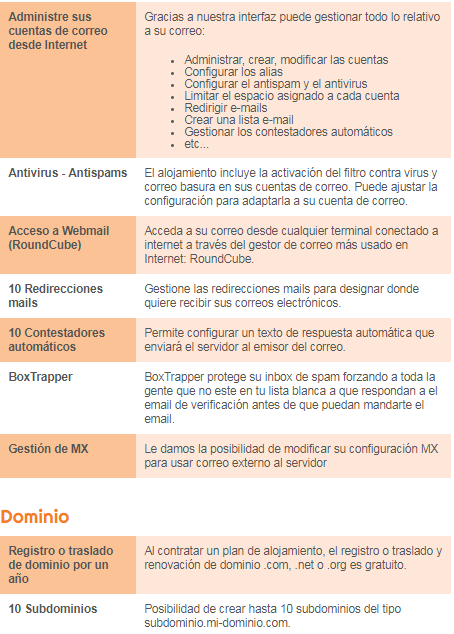 Administre sus
cuentas de correo
desde Internet
Gracias a nuestra interfaz puede gestionar todo lo relativo
a su correo:
• Administrar, crear, modificar las cuentas
• Configurar los alias
• Configurar el antispam y el antivirus
• Limitar el espacio asignado a cada cuenta
• Redirigir e-mails
• Crear una lista e-mail
• Gestionar los contestadores automáticos
• etc...
Antivirus - Antispams
El alojamiento incluye la activación del filtro contra virus y
correo basura en sus cuentas de correo. Puede ajustar la
configuración para adaptarla a su cuenta de correo.
Acceso a Webmail
(RoundCube)
Acceda a su correo desde cualquier terminal conectado a
internet a través del gestor de correo más usado en
Internet: RoundCube.
10 Redirecciones
mails
Gestione las redirecciones mails para designar donde
quiere recibir sus correos electrónicos.
10 Contestadores
automáticos
Permite configurar un texto de respuesta automática que
enviará el servidor al emisor del correo.
BoxTrapper
BoxTrapper protege su inbox de spam forzando a toda la
gente que no este en tu lista blanca a que respondan a el
email de verificación antes de que puedan mandarte el
email.
Gestión de MX
Le damos la posibilidad de modificar su configuración MX
para usar correo externo al servidor
Dominio
Registro o traslado
de dominio por un
año
Al contratar un plan de alojamiento, el registro o traslado y
renovación de dominio .com, .net o .org es gratuito.
10 Subdominios
Posibilidad de crear hasta 10 subdominios del tipo
subdominio.mi-dominio.com.